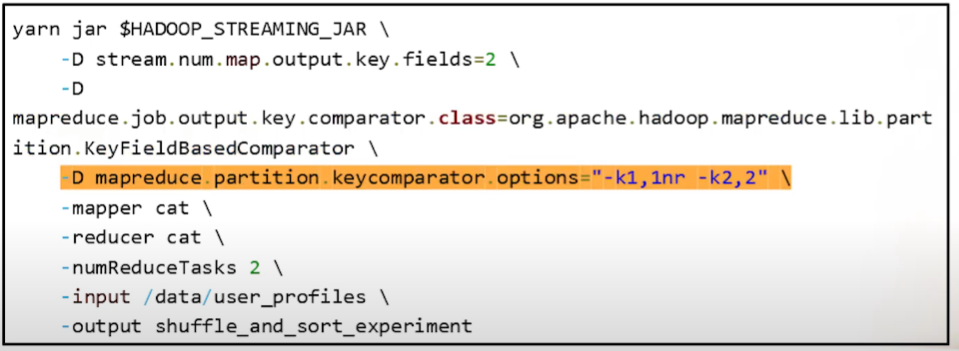 yarn jar $HADOOP_STREAMING_JAR \
-D stream.num.map.output.key.fields=2 \
-D
mapreduce.job.output.key.comparator.class=org.apache.hadoop.mapreduce.lib.part
ition.KeyFieldBasedComparator \
-D mapreduce.partition.keycomparator.options="-k1,1nr -k2,2" \
-mapper cat \
-reducer cat \
-numReduceTasks 2 \
-input /data/user_profiles \
-output shuffle_and_sort_experiment